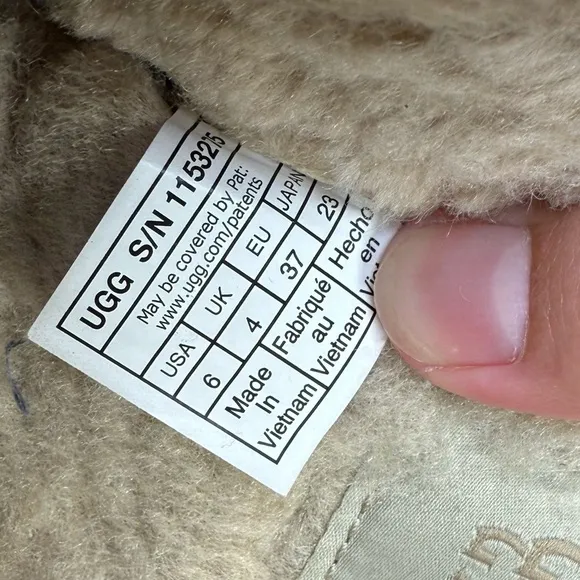 UGG S/N 1153215
May be covered by Pat:
www.ugg.com/patents
USA UK EU JAPAN
6 4 37 23
Made In Vietnam
Fabriqué au Vietnam
Hecho en